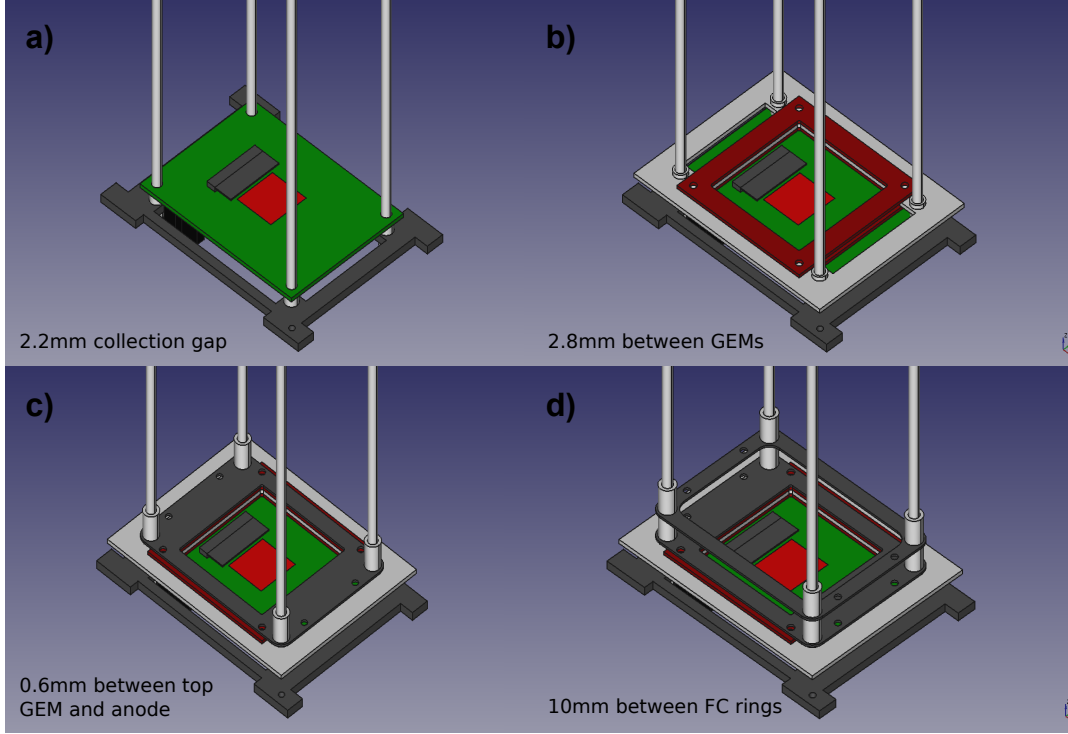 a)
b)
2.2mm collection gap
2.8mm between GEMs
c)
d)
0.6mm between top
GEM and anode
10mm between FC rings